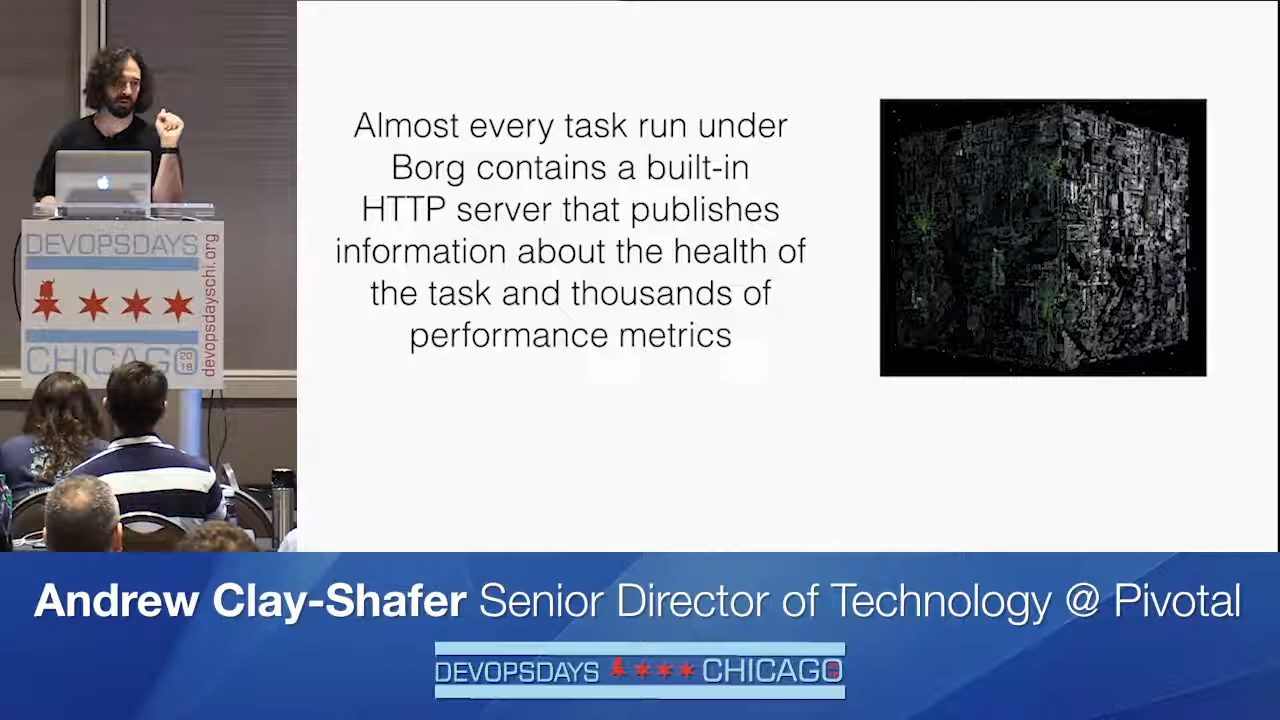 Almost every task run under
Borg contains a built-in
HTTP server that publishes
information about the health of
the task and thousands of
performance metrics
DEVOPSDAYS
CHICAGO
2018
devopsdayschi.org
Andrew Clay-Shafer Senior Director of Technology @ Pivotal
DEVOPSDAYS CHICAGO